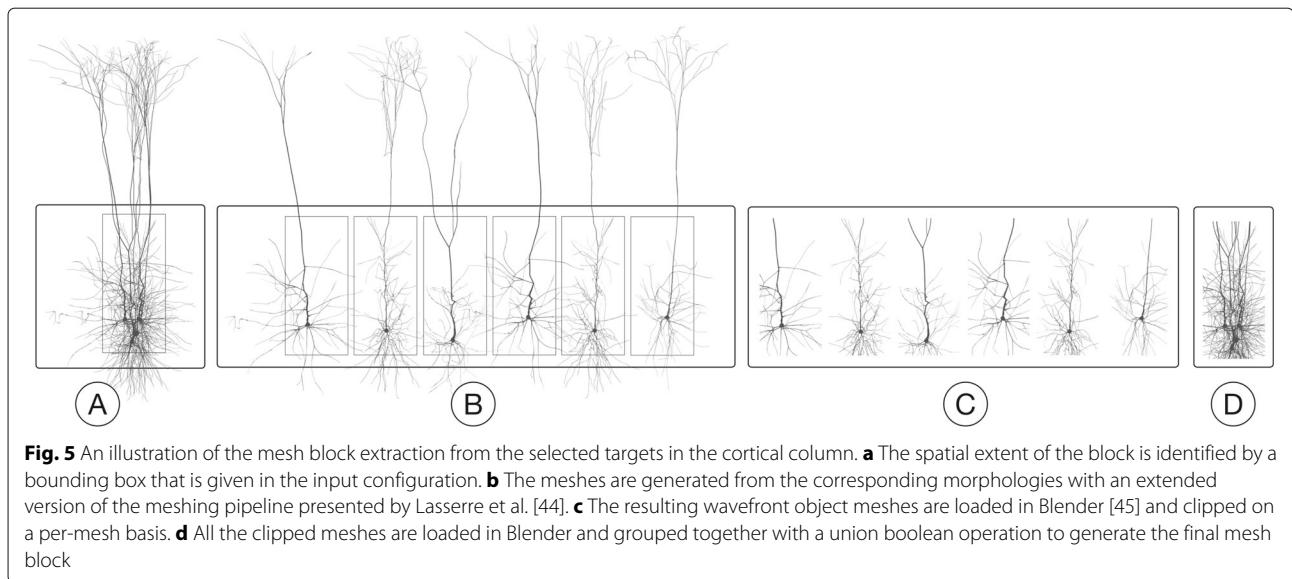 A
B
C
D
Fig. 5 An illustration of the mesh block extraction from the selected targets in the cortical column. a The spatial extent of the block is identified by a
bounding box that is given in the input configuration. b The meshes are generated from the corresponding morphologies with an extended
version of the meshing pipeline presented by Lasserre et al. [44]. c The resulting wavefront object meshes are loaded in Blender [45] and clipped on
a per-mesh basis. d All the clipped meshes are loaded in Blender and grouped together with a union boolean operation to generate the final mesh
block